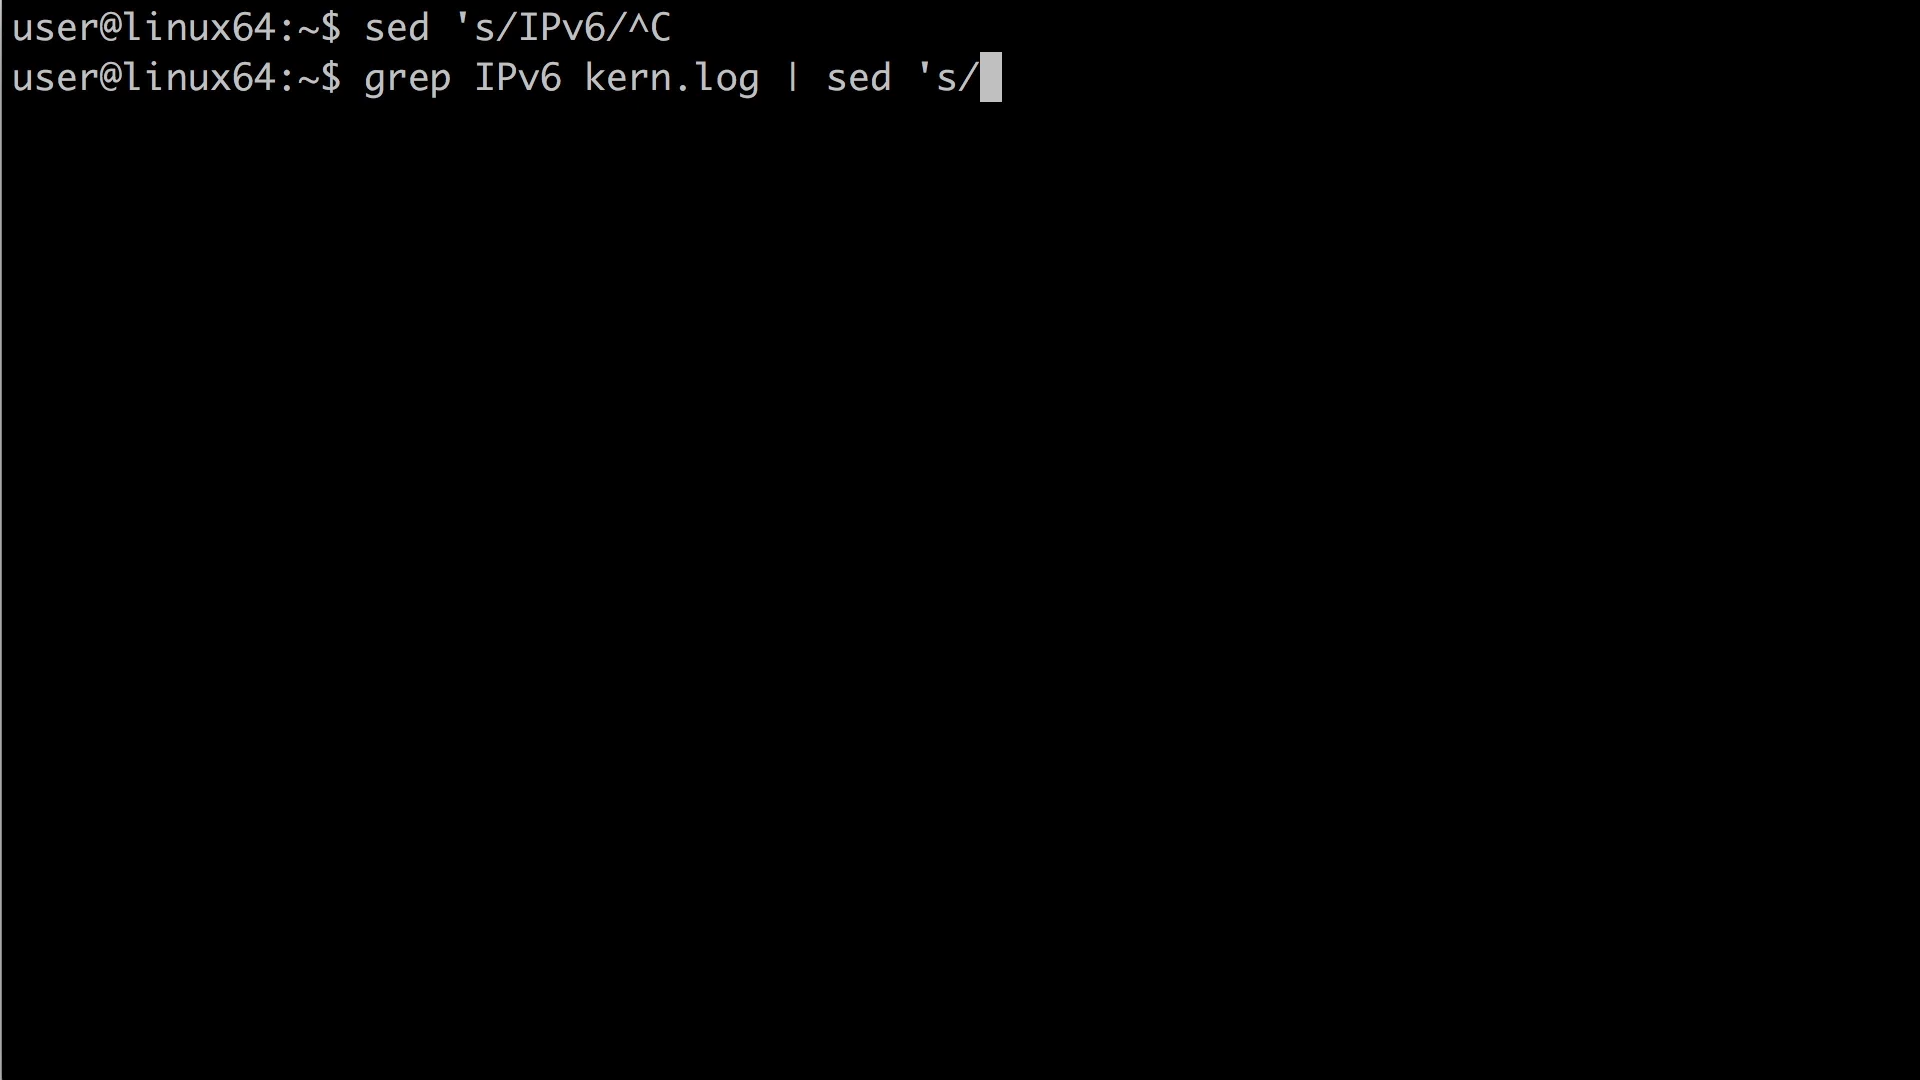 user@linux64:~$ sed 's/IPv6/^C
user@linux64:~$ grep IPv6 kern.log | sed 's/